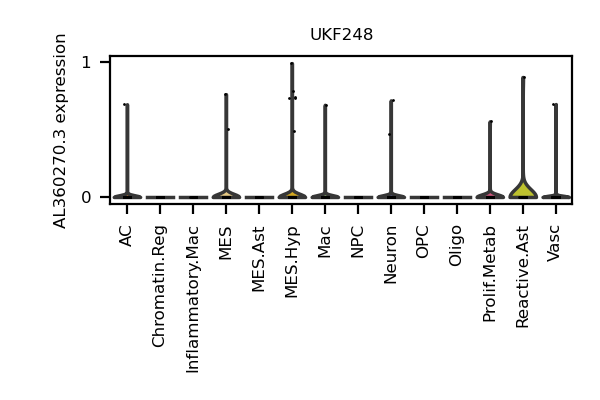 UKF248
AL360270.3 expression
1
0
AC
Chromatin.Reg
Inflammatory.Mac
MES
MES.Ast
MES.Hyp
Mac
NPC
Neuron
OPC
Oligo
Prolif.Metab
Reactive.Ast
Vasc